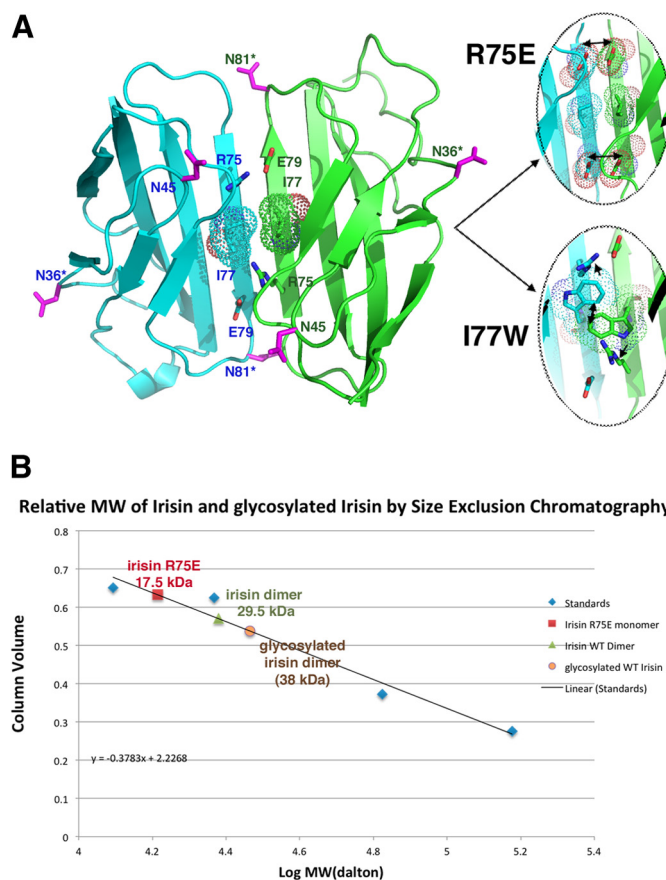 A
N81*
R75E
R75
E79
N36*
N45
I77
I77
R75
N36*
E79
N45
N81*
I77W
B
Relative MW of Irisin and glycosylated Irisin by Size Exclusion Chromatography
0.8
0.7
0.6
0.5
0.4
0.3
0.2
0.1
0
Column Volume
irisin R75E
17.5 kDa
irisin dimer
29.5 kDa
glycosylated
irisin dimer
(38 kDa)
Standards
Irisin R75E monomer
Irisin WT Dimer
glycosylated WT Irisin
Linear (Standards)
y = -0.3783x + 2.2268
4 4.2 4.4 4.6 4.8 5 5.2 5.4
Log MW(dalton)